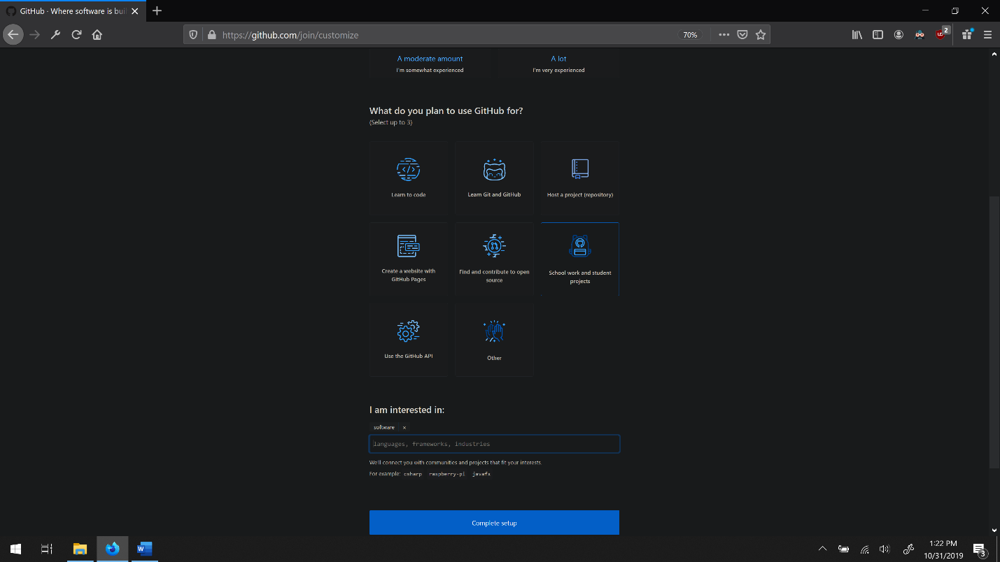 GitHub · Where software is buil
https://github.com/join/customize
70%
2
A moderate amount
I'm somewhat experienced
A lot
I'm very experienced
What do you plan to use GitHub for?
(Select up to 3)
Learn to code
Learn Git and GitHub
Host a project (repository)
Create a website with
GitHub Pages
Find and contribute to open
source
School work and student
projects
Use the GitHub API
Other
I am interested in:
software ×
languages, frameworks, industries
We'll connect you with communities and projects that fit your interests.
For example: csharp raspberry-pi javafx
Complete setup
1:22 PM
10/31/2019
3